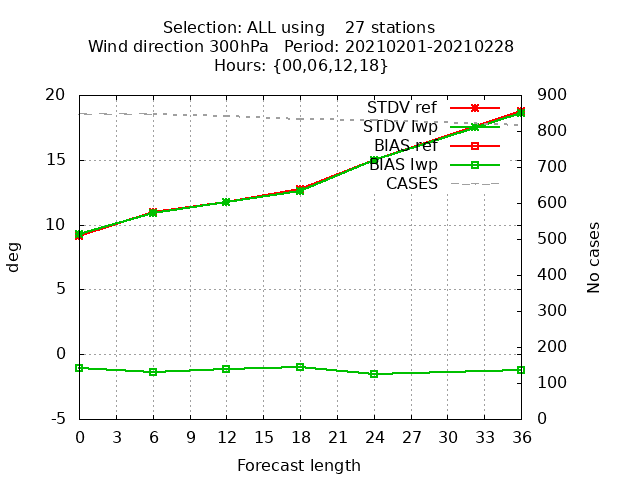 Selection: ALL using    27 stations
Wind direction 300hPa   Period: 20210201-20210228
Hours: {00,06,12,18}
STDV ref
STDV lwp
BIAS ref
BIAS lwp
CASES
20
15
10
5
0
-5
deg
900
800
700
600
500
400
300
200
100
0
No cases
0 3 6 9 12 15 18 21 24 27 30 33 36
Forecast length